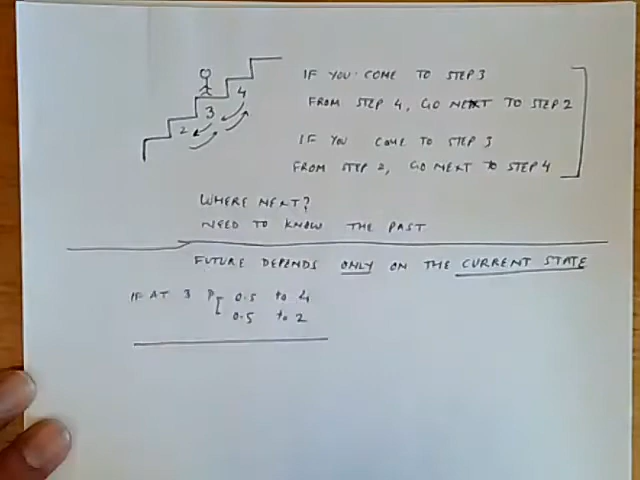 IF YOU COME TO STEP 3
FROM STEP 4, GO NEXT TO STEP 2
IF YOU COME TO STEP 3
FROM STEP 2, GO NEXT TO STEP 4
4
3
2
WHERE NEXT?
NEED TO KNOW THE PAST
FUTURE DEPENDS ONLY ON THE CURRENT STATE
IF AT 3 P 0.5 to 4
0.5 to 2